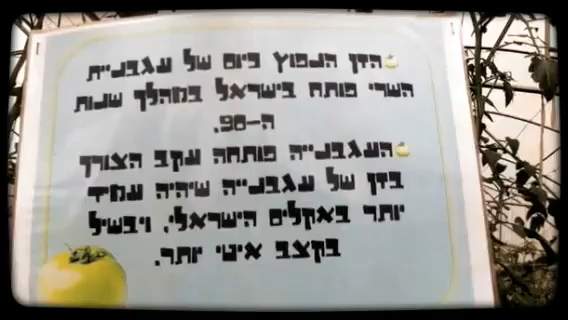 הזן הנפוץ כיום של עגבניית
השרי פותח בישראל במהלך שנות
ה-90.
העגבנייה פותחה עקב הצורך
בזן של עגבנייה שיהיה עמיד
יותר באקלים הישראלי, ויבשיל
בקצב איטי יותר.